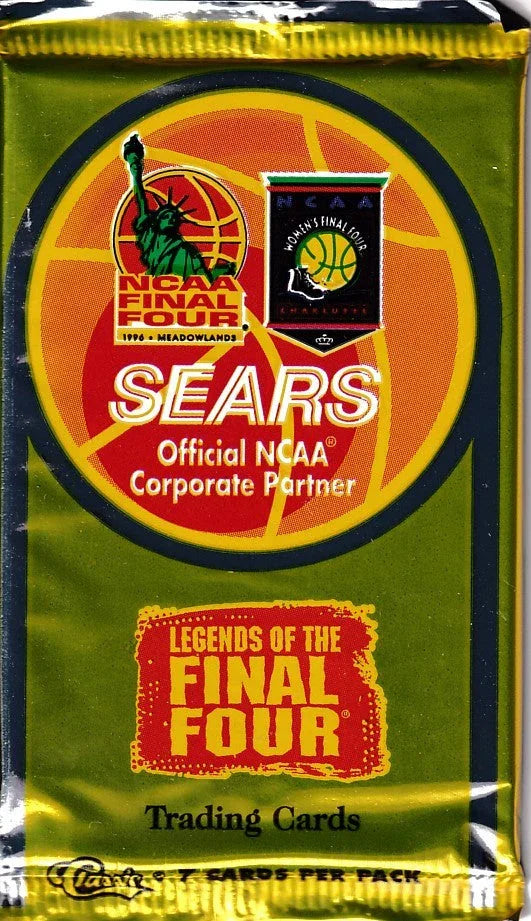 NCAA
FINAL
FOUR
1996 • MEADOWLANDS
NCAA
WOMEN'S FINAL FOUR
CHARLOTTE
SEARS
Official NCAA®
Corporate Partner
LEGENDS OF THE
FINAL
FOUR®
Trading Cards
Classic • 7 CARDS PER PACK